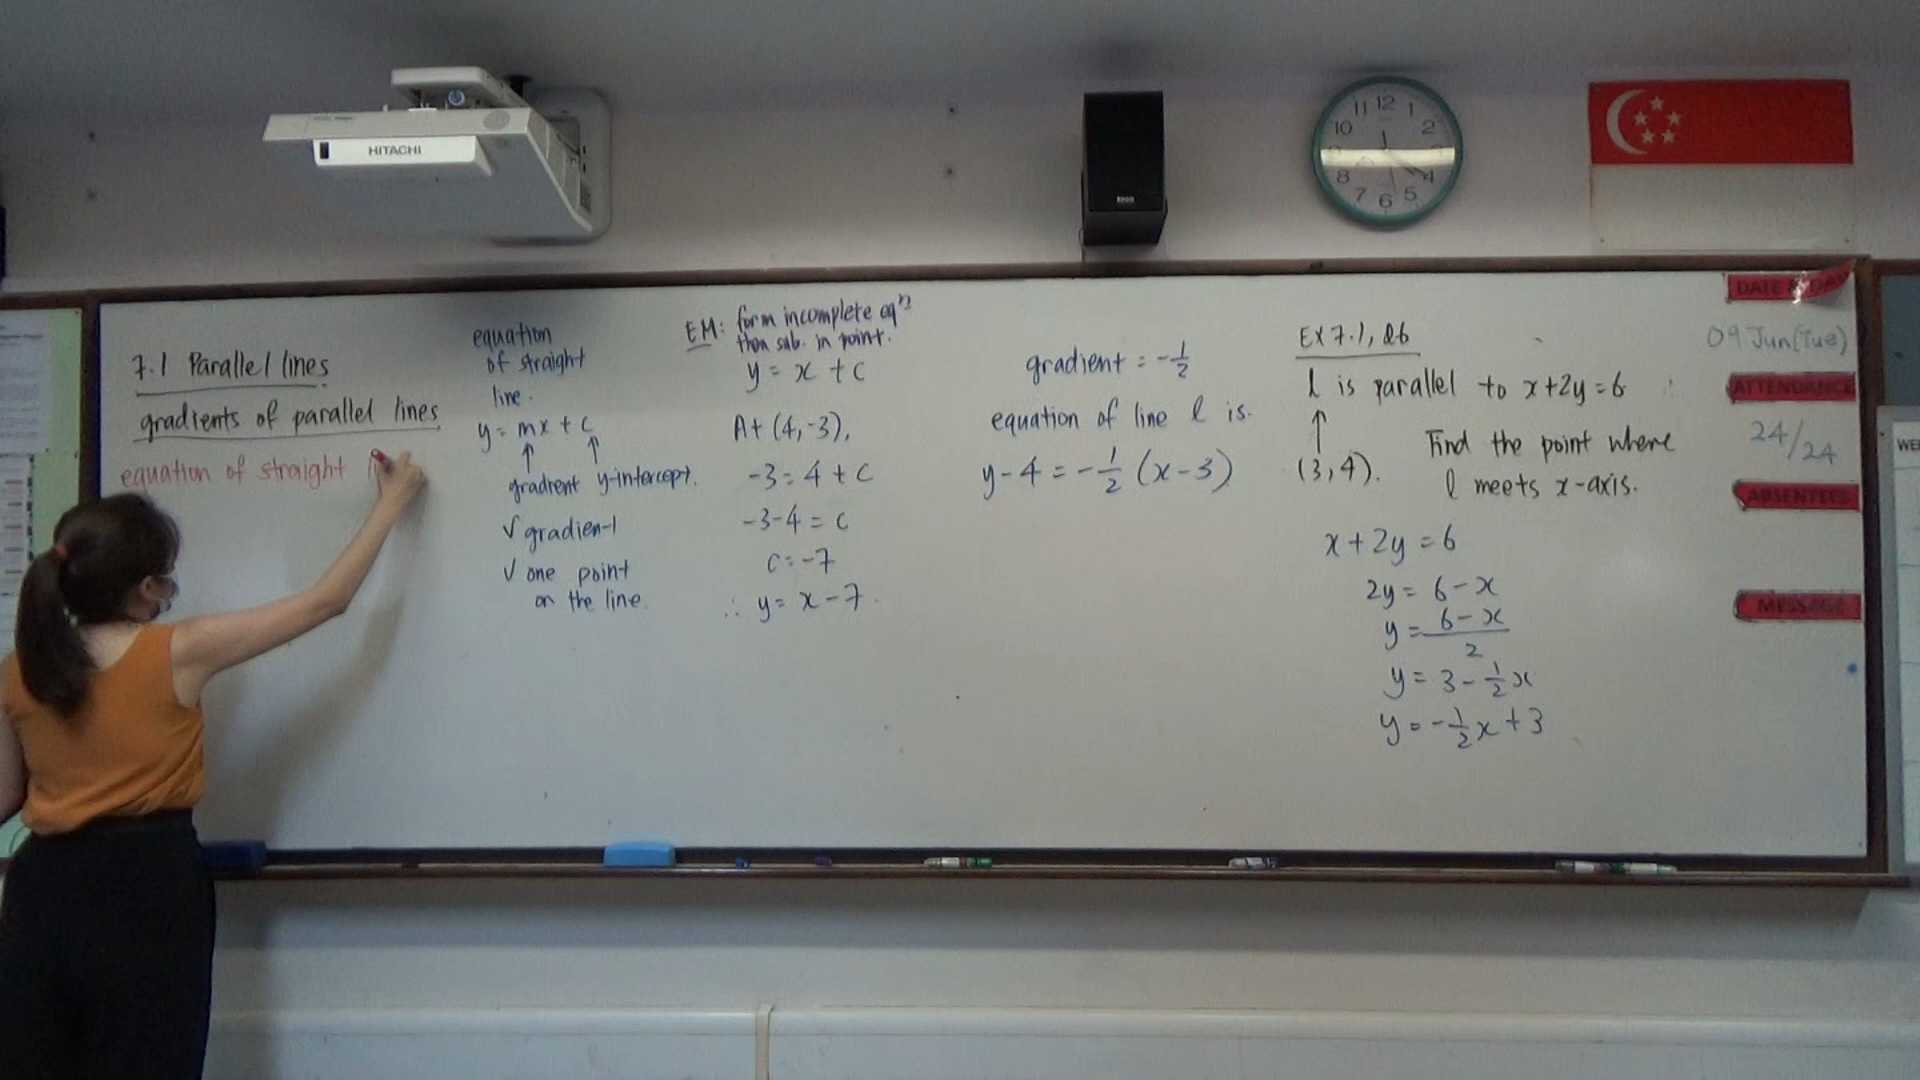 HITACHI
11 12 1
10 2
8 4
7 6 5
7.1 Parallel lines
gradients of parallel lines
equation of straight
equation
of straight
line.
y = mx + c
gradient y-intercept.
✓ gradient
✓ one point
on the line.
EM: form incomplete eqⁿ
then sub. in point.
y = x + c
At (4,-3),
-3 = 4 + c
-3-4 = c
c = -7
∴ y = x - 7.
gradient = -1/2
equation of line l is.
y - 4 = -1/2 (x - 3)
EX 7.1, Q6
l is parallel to x+2y=6
↑
(3,4).
Find the point where
l meets x-axis.
x + 2y = 6
2y = 6 - x
y = 6 - x / 2
y = 3 - 1/2 x
y = -1/2 x + 3
DATE
09 Jun (Tue)
ATTENDANCE
24/24
ABSENTEES
MESSAGE